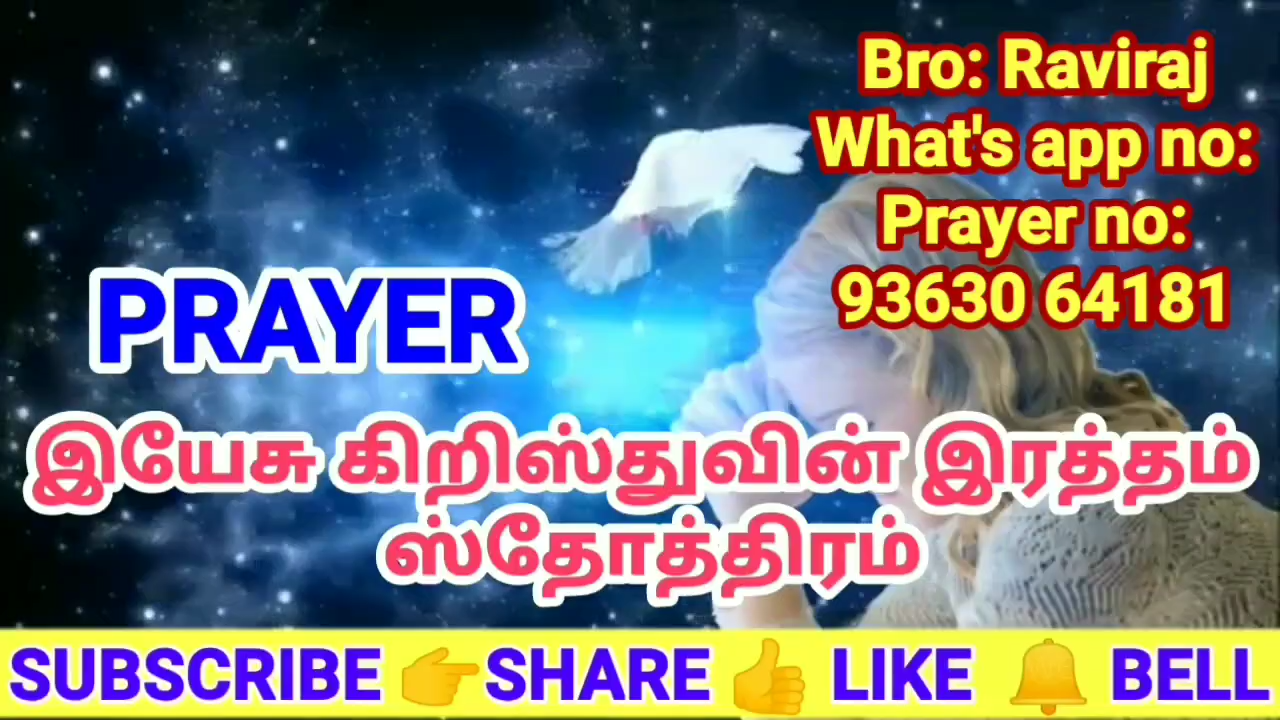 Bro: Raviraj
What's app no:
Prayer no:
93630 64181
PRAYER
இயேசு கிறிஸ்துவின் இரத்தம்
ஸ்தோத்திரம்
SUBSCRIBE 👉 SHARE 👍 LIKE 🔔 BELL